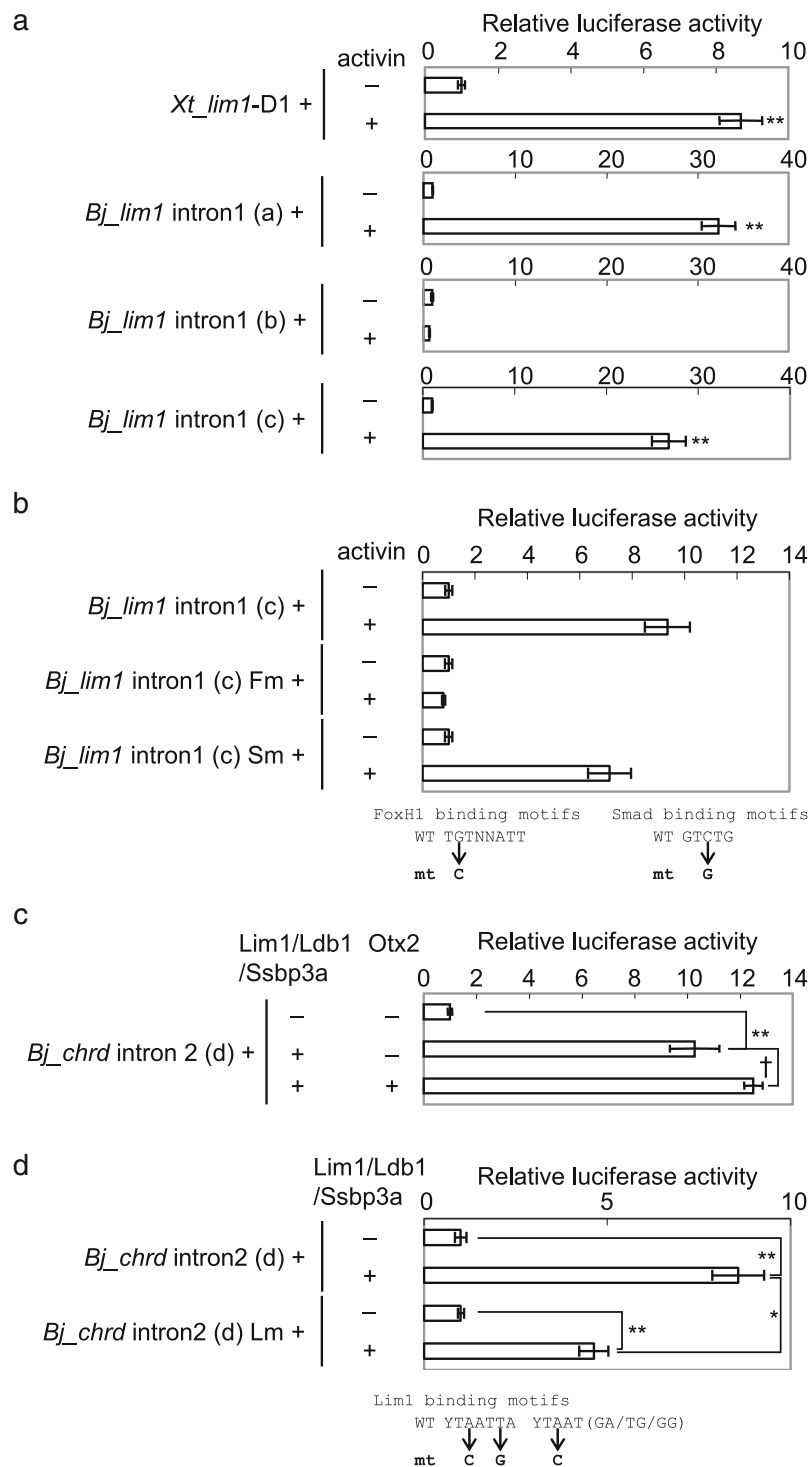 a
Relative luciferase activity
activin
0 2 4 6 8 10
Xt_lim1-D1 +
−
+
**
0 10 20 30 40
Bj_lim1 intron1 (a) +
−
+
**
0 10 20 30 40
Bj_lim1 intron1 (b) +
−
+
0 10 20 30 40
Bj_lim1 intron1 (c) +
−
+
**
b
Relative luciferase activity
activin
0 2 4 6 8 10 12 14
Bj_lim1 intron1 (c) +
−
+
Bj_lim1 intron1 (c) Fm +
−
+
Bj_lim1 intron1 (c) Sm +
−
+
FoxH1 binding motifs Smad binding motifs
WT TGTNNATT WT GTCTG
mt C mt G
c
Lim1/Ldb1 Otx2 Relative luciferase activity
/Ssbp3a
0 2 4 6 8 10 12 14
Bj_chrd intron 2 (d) +
− −
**
+ −
†
+ +
d
Lim1/Ldb1
/Ssbp3a
Relative luciferase activity
0 5 10
Bj_chrd intron2 (d) +
−
**
+
Bj_chrd intron2 (d) Lm +
−
*
**
+
Lim1 binding motifs
WT YTAATTA YTAAT(GA/TG/GG)
mt C G C